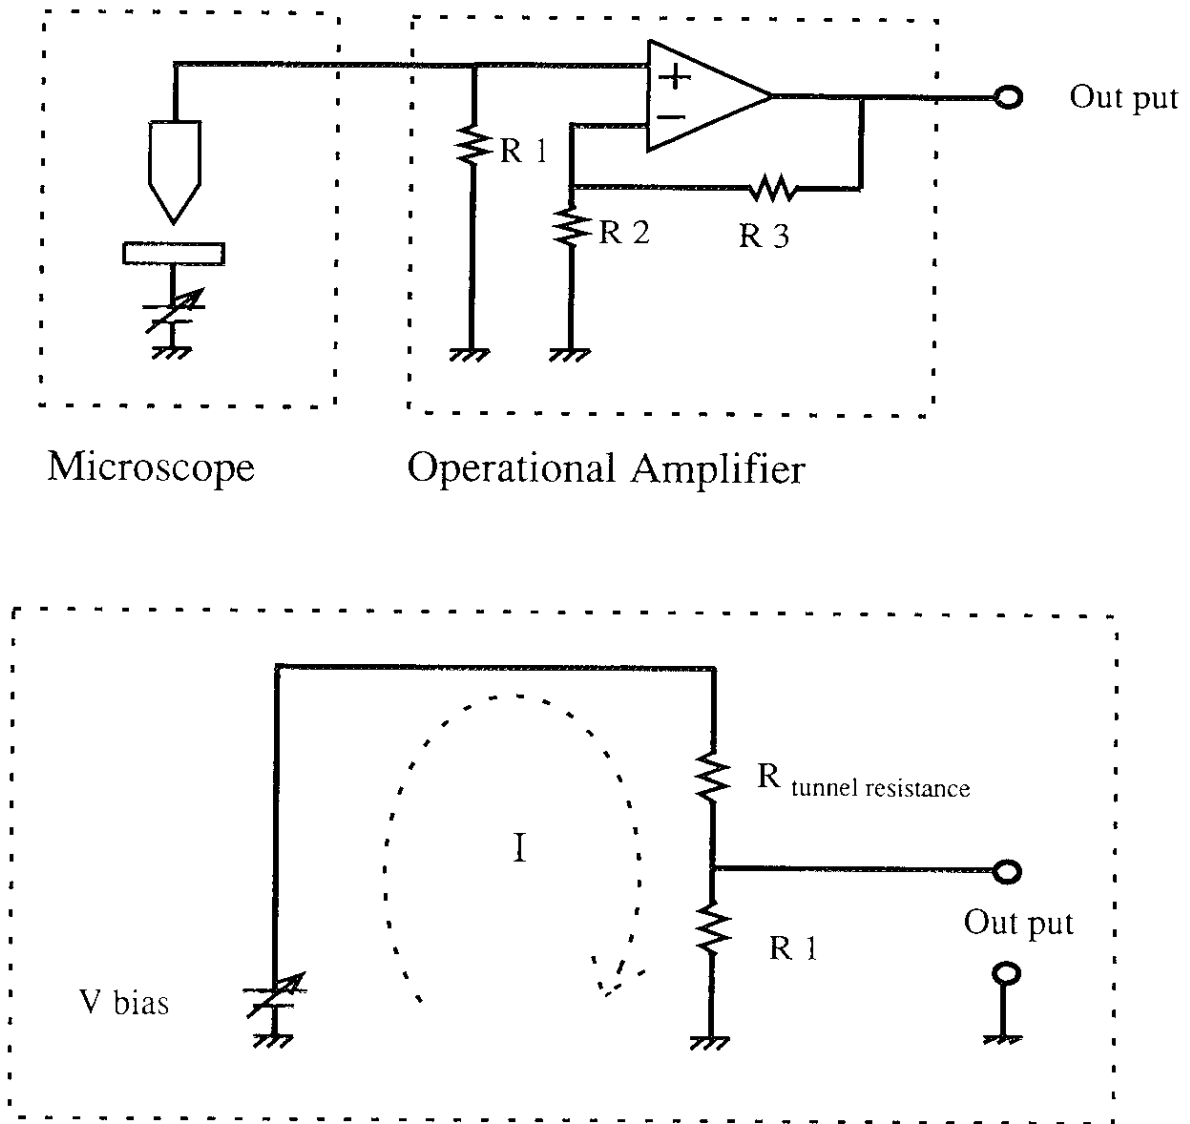 Out put
+
R 1
−
R 2
R 3
Microscope
Operational Amplifier
R tunnel resistance
I
Out put
R 1
V bias